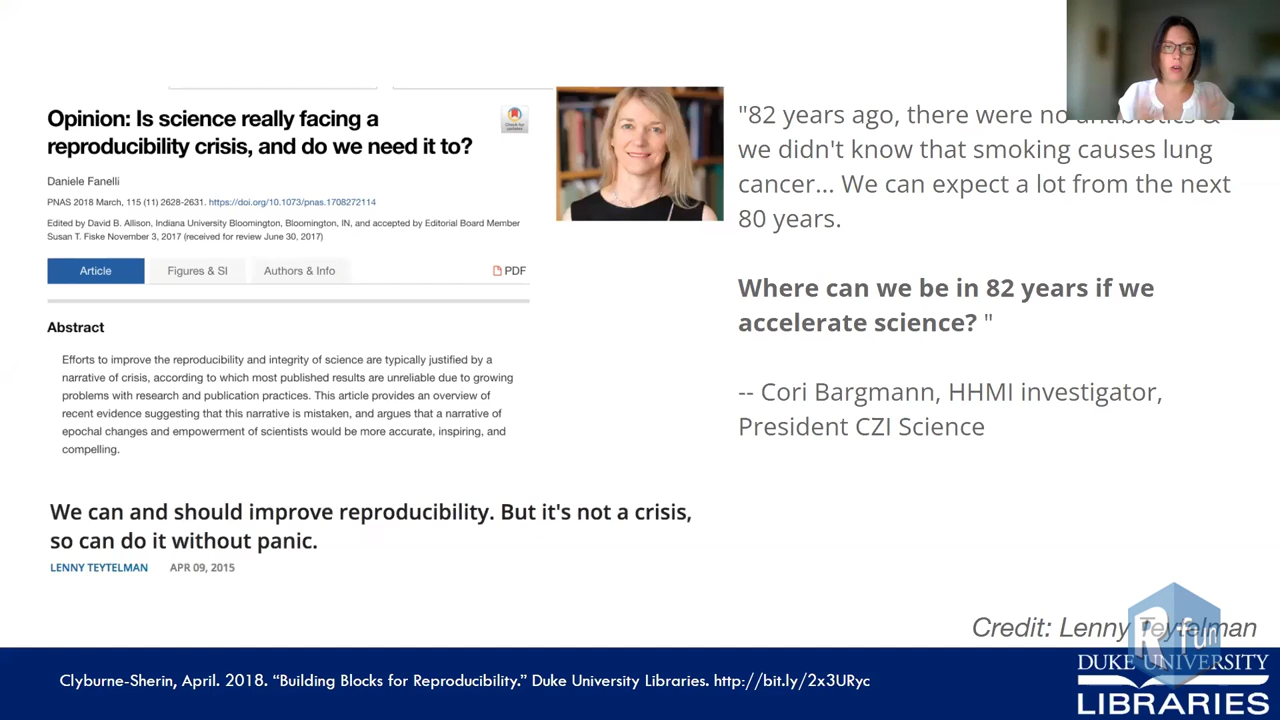 Opinion: Is science really facing a
reproducibility crisis, and do we need it to?
Check for
updates
Daniele Fanelli
PNAS 2018 March, 115 (11) 2628-2631. https://doi.org/10.1073/pnas.1708272114
Edited by David B. Allison, Indiana University Bloomington, Bloomington, IN, and accepted by Editorial Board Member
Susan T. Fiske November 3, 2017 (received for review June 30, 2017)
Article
Figures & SI
Authors & Info
PDF
Abstract
Efforts to improve the reproducibility and integrity of science are typically justified by a
narrative of crisis, according to which most published results are unreliable due to growing
problems with research and publication practices. This article provides an overview of
recent evidence suggesting that this narrative is mistaken, and argues that a narrative of
epochal changes and empowerment of scientists would be more accurate, inspiring, and
compelling.
We can and should improve reproducibility. But it's not a crisis,
so can do it without panic.
LENNY TEYTELMAN APR 09, 2015
"82 years ago, there were no antibiotics &
we didn't know that smoking causes lung
cancer... We can expect a lot from the next
80 years.
Where can we be in 82 years if we
accelerate science? "
-- Cori Bargmann, HHMI investigator,
President CZI Science
Credit: Lenny Teytelman
R fun
Clyburne-Sherin, April. 2018. “Building Blocks for Reproducibility.” Duke University Libraries. http://bit.ly/2x3URyc
DUKE UNIVERSITY
LIBRARIES